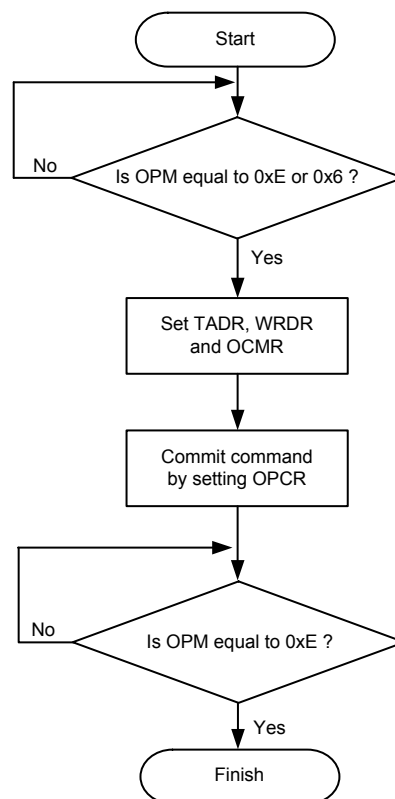 Start
Is OPM equal to 0xE or 0x6 ?
No
Yes
Set TADR, WRDR
and OCMR
Commit command
by setting OPCR
Is OPM equal to 0xE ?
No
Yes
Finish